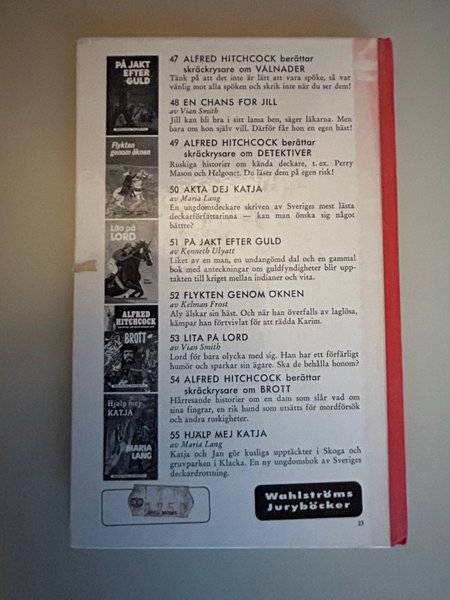 PÅ JAKT
EFTER
GULD
Flykten
genom öknen
Lita på
LORD
ALFRED
HITCHCOCK
BROTT
Hjälp mej
KATJA
MARIA
LANG
47 ALFRED HITCHCOCK berättar
skräckrysare om VÅLNADER
Tänk på att det inte är lätt att vara spöke, så var
vänlig mot alla spöken och skrik inte när du ser dem!
48 EN CHANS FÖR JILL
av Vian Smith
Jill kan bli bra i sitt lama ben, säger läkarna. Men
bara om hon själv vill. Därför får hon en egen häst!
49 ALFRED HITCHCOCK berättar
skräckrysare om DETEKTIVER
Ruskiga historier om kända deckare, t. ex. Perry
Mason och Helgonet. Du läser dem på egen risk!
50 AKTA DEJ KATJA
av Maria Lang
En ungdomsdeckare skriven av Sveriges mest lästa
deckarförfättarinna — kan man önska sig något
bättre?
51 PÅ JAKT EFTER GULD
av Kenneth Ulyatt
Liket av en man, en undangömd dal och en gammal
bok med anteckningar om guldfyndigheter blir upp-
takten till kriget mellan indianer och vita.
52 FLYKTEN GENOM ÖKNEN
av Kelman Frost
Aly älskar sin häst. Och när han överfalls av laglösa,
kämpar han förtvivlat för att rädda Karim.
53 LITA PÅ LORD
av Vian Smith
Lord för bara olycka med sig. Han har ett förfärligt
humör och sparkar sin ägare. Ska de behålla honom?
54 ALFRED HITCHCOCK berättar
skräckrysare om BROTT
Hårresande historier om en dam som slår vad om
sina fingrar, en rik hund som utsätts för mordförsök
och andra ruskigheter.
55 HJÄLP MEJ KATJA
av Maria Lang
Katja och Jan gör kusliga upptäckter i Skoga och
gruvparken i Klacka. En ny ungdomsbok av Sveriges
deckardrottning.
Wahlströms
Juryböcker
23